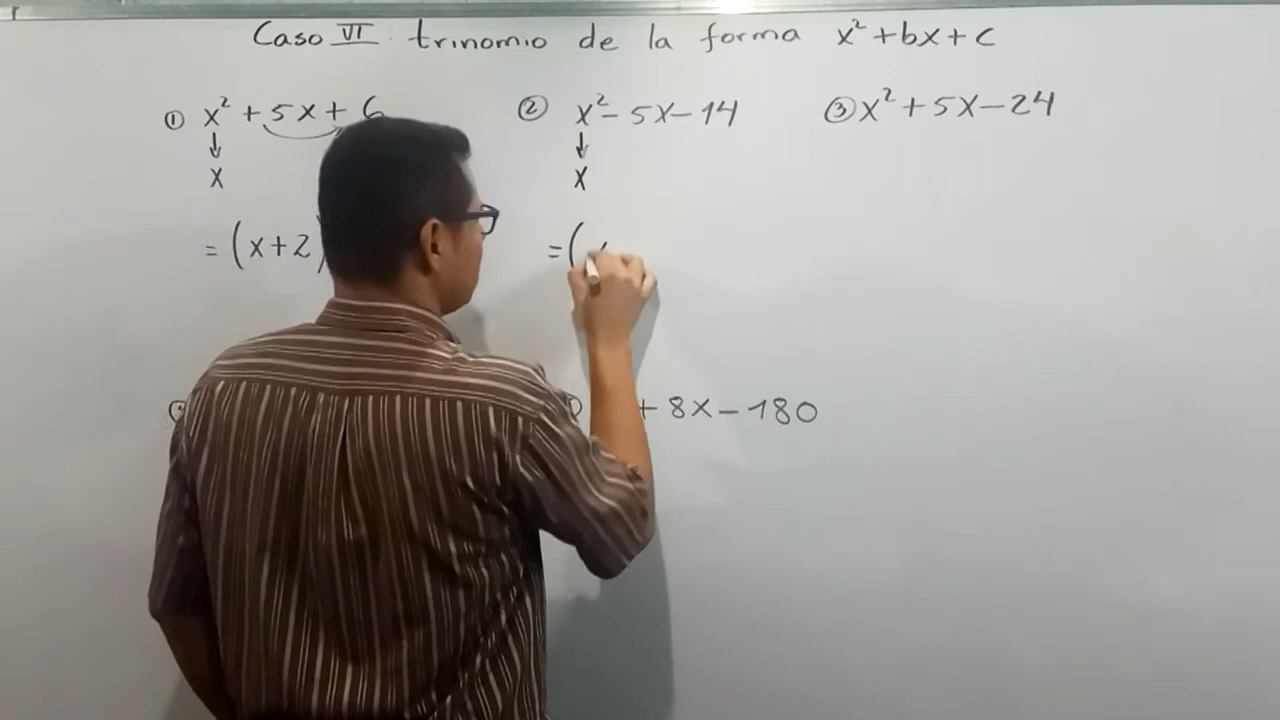 Caso VI trinomio de la forma x² + bx + c
① x² + 5x + 6 ② x² - 5x - 14 ③ x² + 5x - 24
↓ ↓
x x
= (x+2) = (
+ 8x - 180